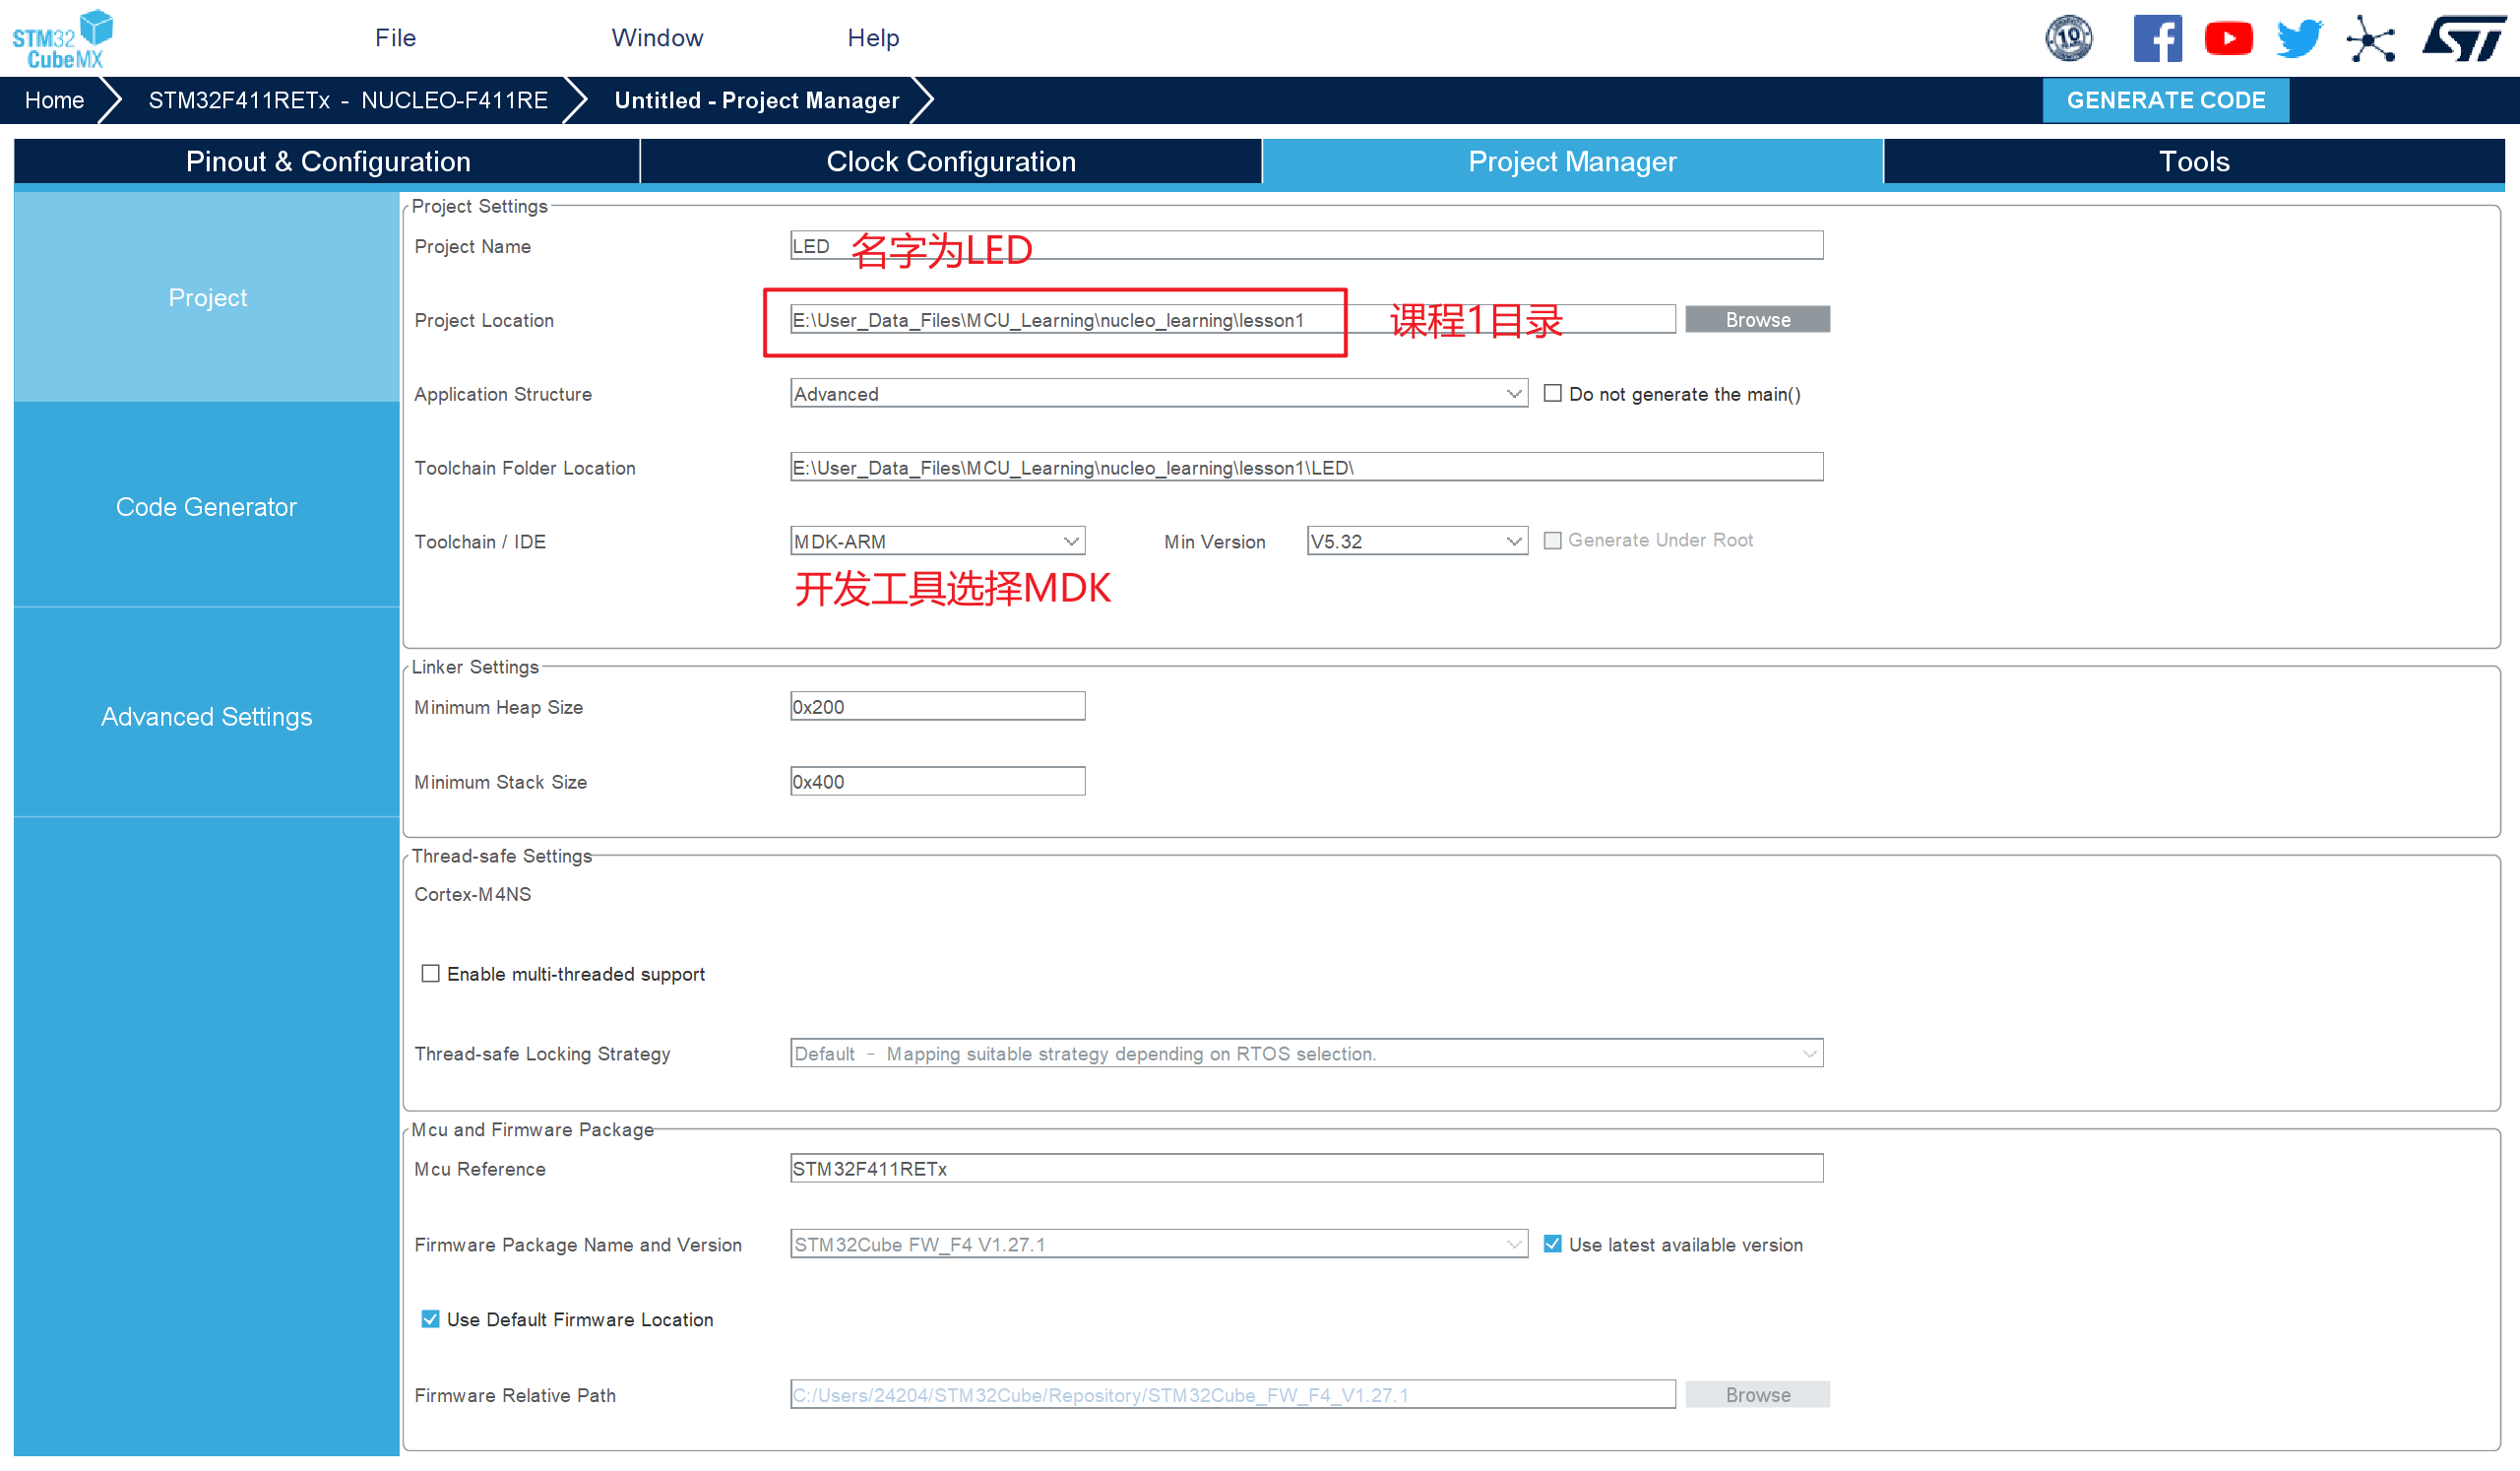 STM32 CubeMX
File Window Help
10
ST
Home STM32F411RETx - NUCLEO-F411RE Untitled - Project Manager GENERATE CODE
Pinout & Configuration Clock Configuration Project Manager Tools
Project
Code Generator
Advanced Settings
Project Settings
Project Name LED 名字为LED
Project Location E:\User_Data_Files\MCU_Learning\nucleo_learning\lesson1 课程1目录 Browse
Application Structure Advanced Do not generate the main()
Toolchain Folder Location E:\User_Data_Files\MCU_Learning\nucleo_learning\lesson1\LED\
Toolchain / IDE MDK-ARM Min Version V5.32 Generate Under Root
开发工具选择MDK
Linker Settings
Minimum Heap Size 0x200
Minimum Stack Size 0x400
Thread-safe Settings
Cortex-M4NS
Enable multi-threaded support
Thread-safe Locking Strategy Default – Mapping suitable strategy depending on RTOS selection.
Mcu and Firmware Package
Mcu Reference STM32F411RETx
Firmware Package Name and Version STM32Cube FW_F4 V1.27.1 Use latest available version
Use Default Firmware Location
Firmware Relative Path C:/Users/24204/STM32Cube/Repository/STM32Cube_FW_F4_V1.27.1 Browse